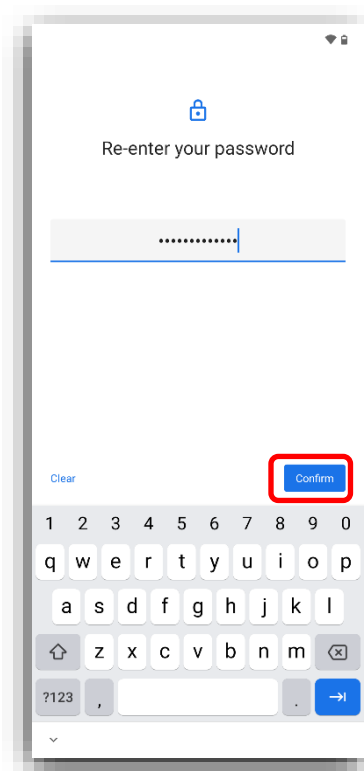 Re-enter your password
•••••••••••••
Clear
Confirm
1 2 3 4 5 6 7 8 9 0
q w e r t y u i o p
a s d f g h j k l
z x c v b n m
?123 , .